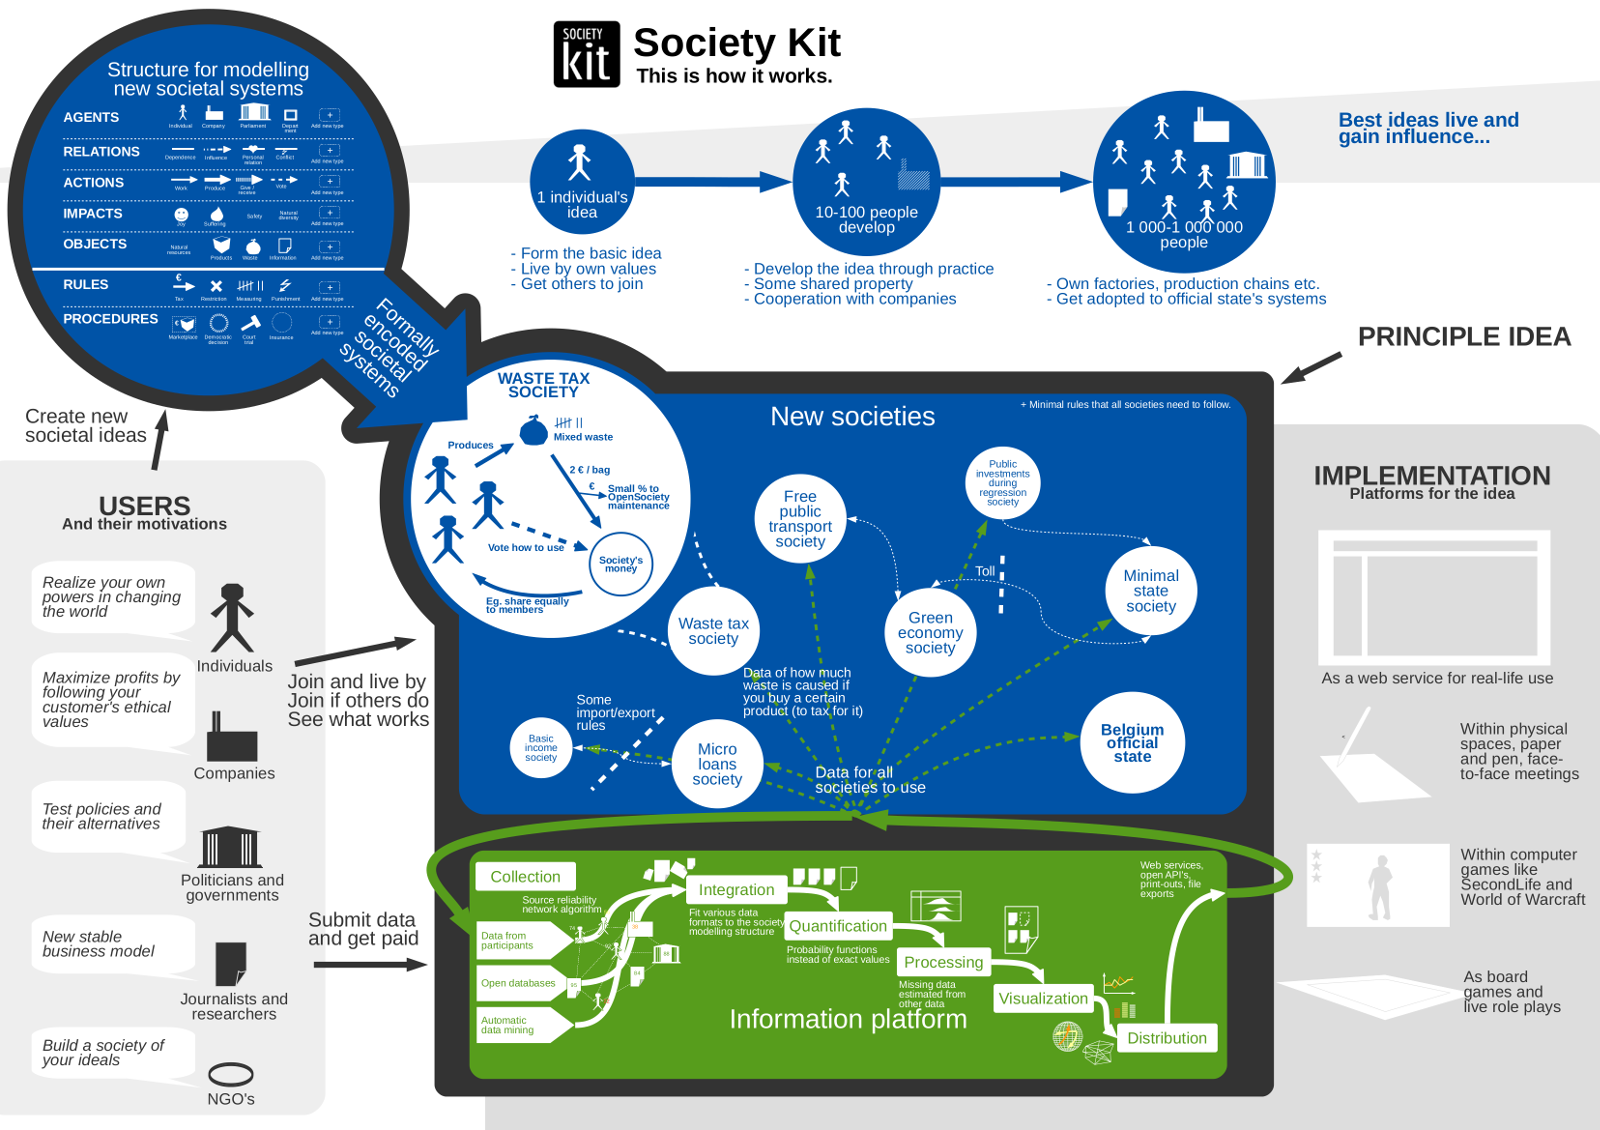 SOCIETY
kit
Society Kit
This is how it works.
Structure for modelling
new societal systems
AGENTS
Individual
Company
Parliament
Depart
ment
Add new type
RELATIONS
Dependence
Influence
Personal
relation
Conflict
Add new type
ACTIONS
Work
Produce
Give /
receive
Vote
Add new type
IMPACTS
Joy
Suffering
Safety
Natural
diversity
Add new type
OBJECTS
Natural
resources
Products
Waste
Information
Add new type
RULES
€
Tax
Restriction
Measuring
Punishment
Add new type
PROCEDURES
€
Marketplace
Democratic
decision
Court
trial
Insurance
Add new type
Formally
encoded
societal
systems
1 individual's
idea
- Form the basic idea
- Live by own values
- Get others to join
10-100 people
develop
- Develop the idea through practice
- Some shared property
- Cooperation with companies
1 000-1 000 000
people
- Own factories, production chains etc.
- Get adopted to official state's systems
Best ideas live and
gain influence...
PRINCIPLE IDEA
Create new
societal ideas
USERS
And their motivations
Realize your own
powers in changing
the world
Individuals
Maximize profits by
following your
customer's ethical
values
Companies
Test policies and
their alternatives
Politicians and
governments
New stable
business model
Journalists and
researchers
Build a society of
your ideals
NGO's
Join and live by
Join if others do
See what works
Submit data
and get paid
WASTE TAX
SOCIETY
Produces
Mixed waste
2 € / bag
€
Small % to
OpenSociety
maintenance
Vote how to use
Society's
money
Eg. share equally
to members
New societies
+ Minimal rules that all societies need to follow.
Free
public
transport
society
Public
investments
during
regression
society
Toll
Minimal
state
society
Waste tax
society
Green
economy
society
Data of how much
waste is caused if
you buy a certain
product (to tax for it)
Some
import/export
rules
Basic
income
society
Micro
loans
society
Belgium
official
state
Data for all
societies to use
Collection
Source reliability
network algorithm
Data from
participants
Open databases
Automatic
data mining
Integration
Fit various data
formats to the society
modelling structure
Quantification
Probability functions
instead of exact values
Processing
Missing data
estimated from
other data
Visualization
Distribution
Web services,
open API's,
print-outs, file
exports
Information platform
IMPLEMENTATION
Platforms for the idea
As a web service for real-life use
Within physical
spaces, paper
and pen, face-
to-face meetings
Within computer
games like
SecondLife and
World of Warcraft
As board
games and
live role plays